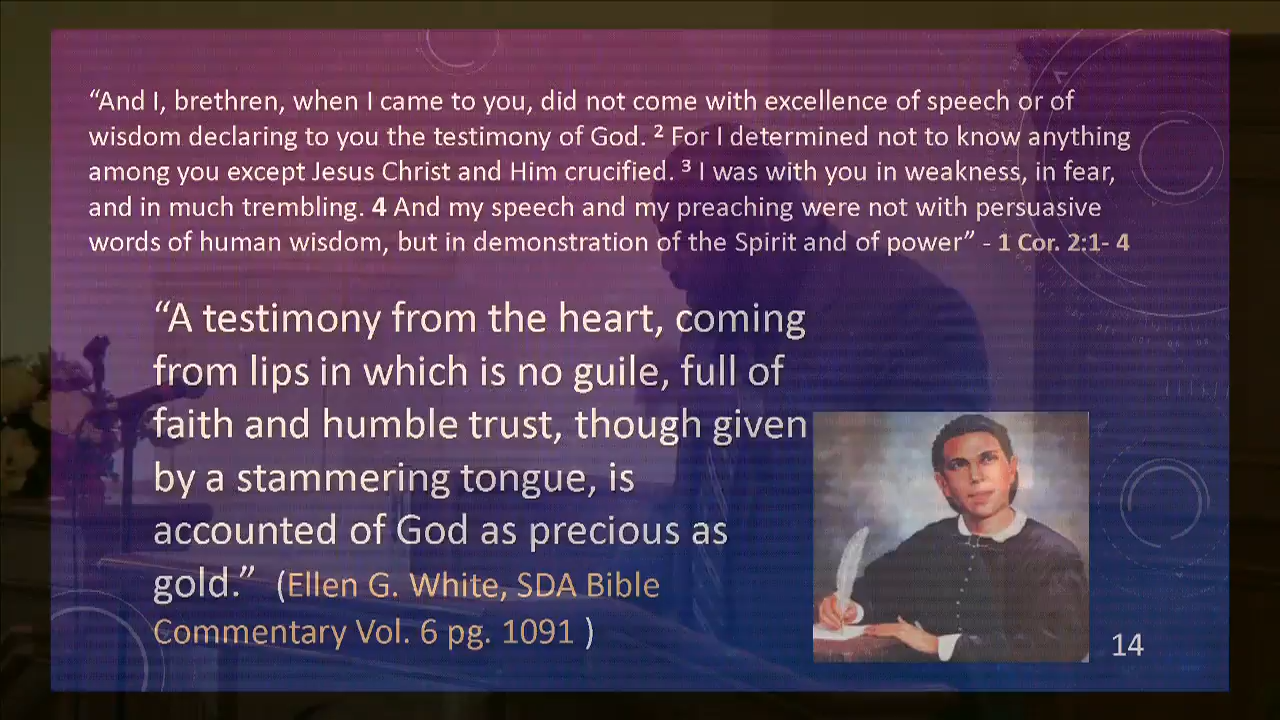 “And I, brethren, when I came to you, did not come with excellence of speech or of
wisdom declaring to you the testimony of God. ² For I determined not to know anything
among you except Jesus Christ and Him crucified. ³ I was with you in weakness, in fear,
and in much trembling. 4 And my speech and my preaching were not with persuasive
words of human wisdom, but in demonstration of the Spirit and of power” - 1 Cor. 2:1- 4
“A testimony from the heart, coming
from lips in which is no guile, full of
faith and humble trust, though given
by a stammering tongue, is
accounted of God as precious as
gold.” (Ellen G. White, SDA Bible
Commentary Vol. 6 pg. 1091 )
14